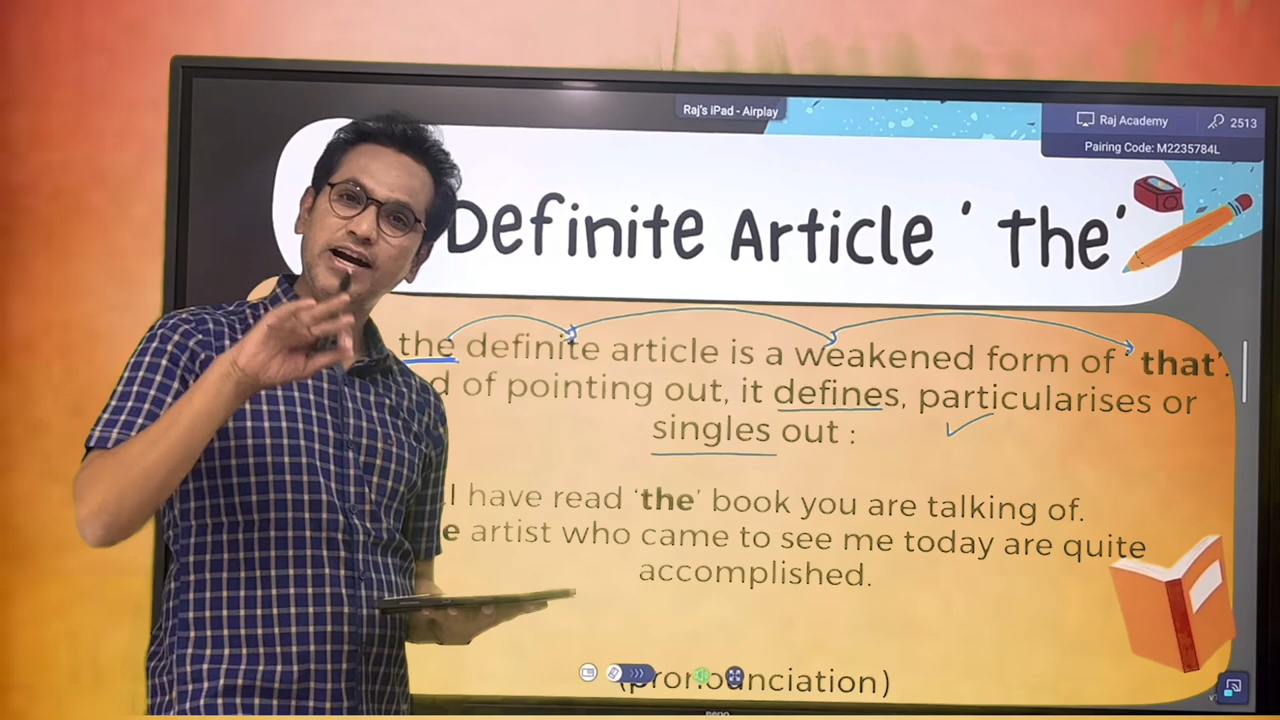 Raj's iPad - Airplay
Raj Academy
2513
Pairing Code: M2235784L
Definite Article ' the'
the definite article is a weakened form of ' that'.
of pointing out, it defines, particularises or
singles out :
I have read 'the' book you are talking of.
artist who came to see me today are quite
accomplished.
(pronounciation)